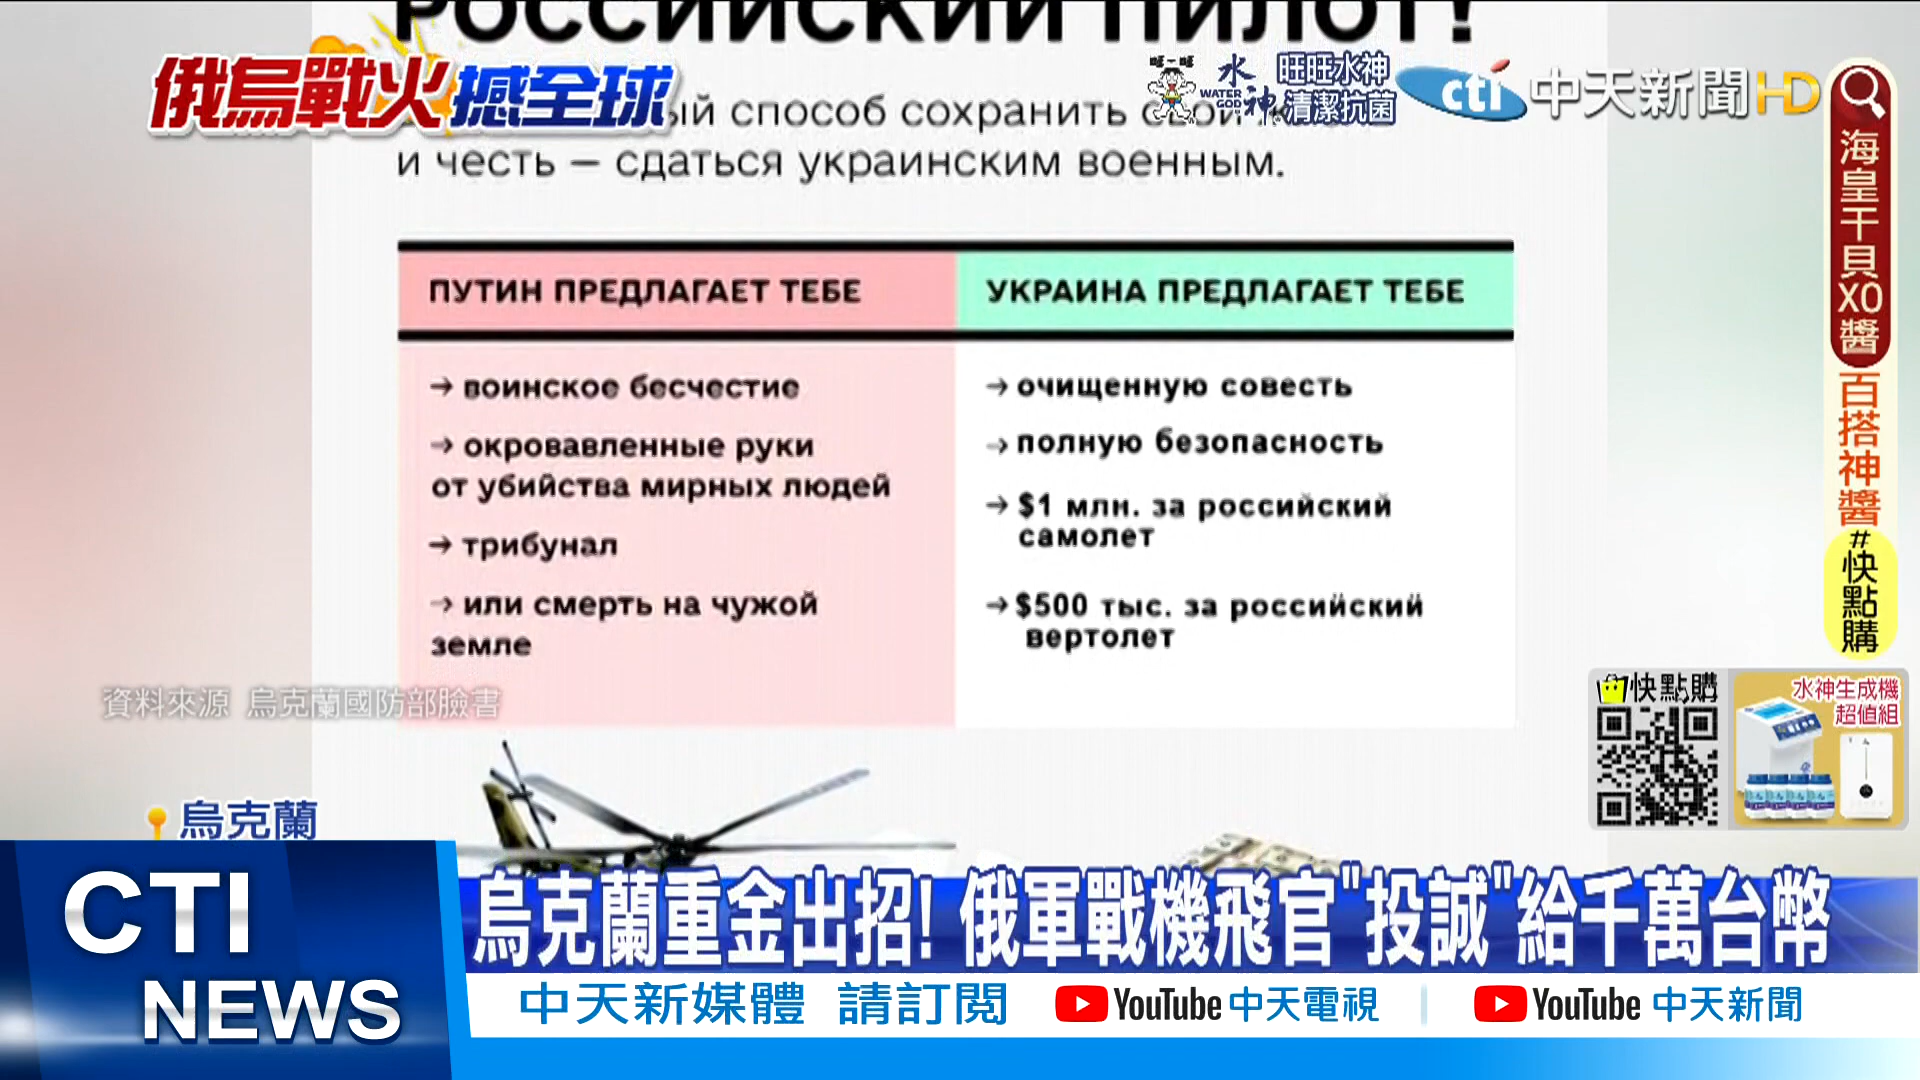 РОССИЙСКИЙ ПИЛОТ!
俄烏戰火撼全球
ый способ сохранить
и честь — сдаться украинским военным.
旺旺水神
清潔抗菌
水神
WATER GOD
cti 中天新聞HD
海皇干貝XO醬
百搭神醬
#快點購
ПУТИН ПРЕДЛАГАЕТ ТЕБЕ
→ воинское бесчестие
→ окровавленные руки
от убийства мирных людей
→ трибунал
→ или смерть на чужой
земле
УКРАИНА ПРЕДЛАГАЕТ ТЕБЕ
→ очищенную совесть
→ полную безопасность
→ $1 млн. за российский
самолет
→ $500 тыс. за российский
вертолет
資料來源 烏克蘭國防部臉書
快點購
水神生成機
超值組
烏克蘭
CTI
NEWS
烏克蘭重金出招! 俄軍戰機飛官"投誠"給千萬台幣
中天新媒體 請訂閱 YouTube 中天電視 | YouTube 中天新聞